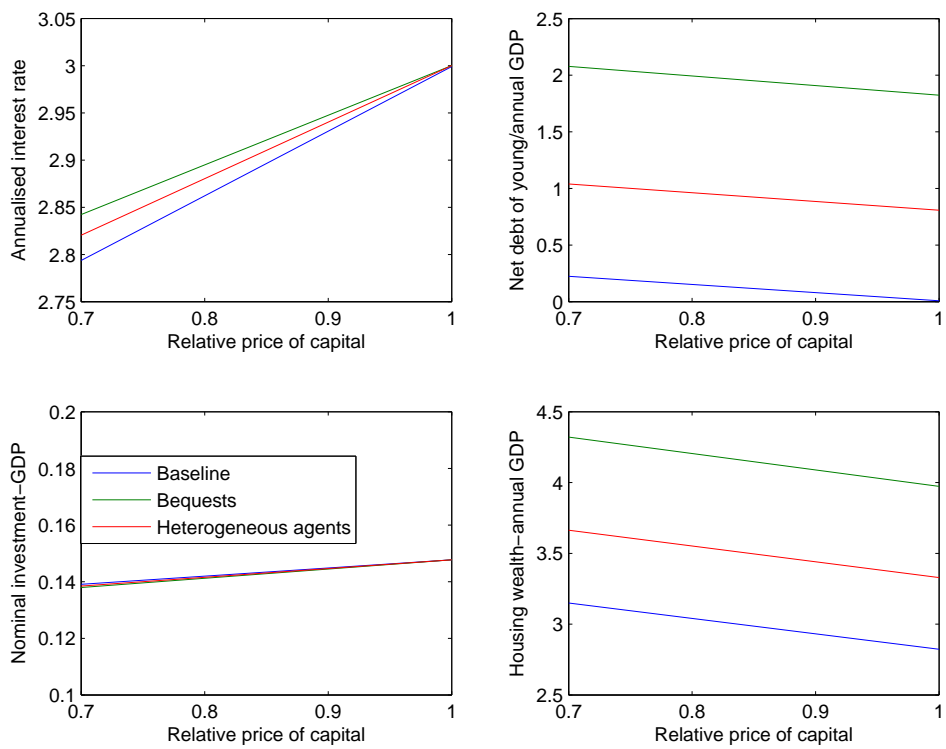 Annualised interest rate
3.05
3
2.95
2.9
2.85
2.8
2.75
0.7 0.8 0.9 1
Relative price of capital
Net debt of young/annual GDP
2.5
2
1.5
1
0.5
0
0.7 0.8 0.9 1
Relative price of capital
Nominal investment−GDP
0.2
0.18
0.16
0.14
0.12
0.1
Baseline
Bequests
Heterogeneous agents
0.7 0.8 0.9 1
Relative price of capital
Housing wealth−annual GDP
4.5
4
3.5
3
2.5
0.7 0.8 0.9 1
Relative price of capital